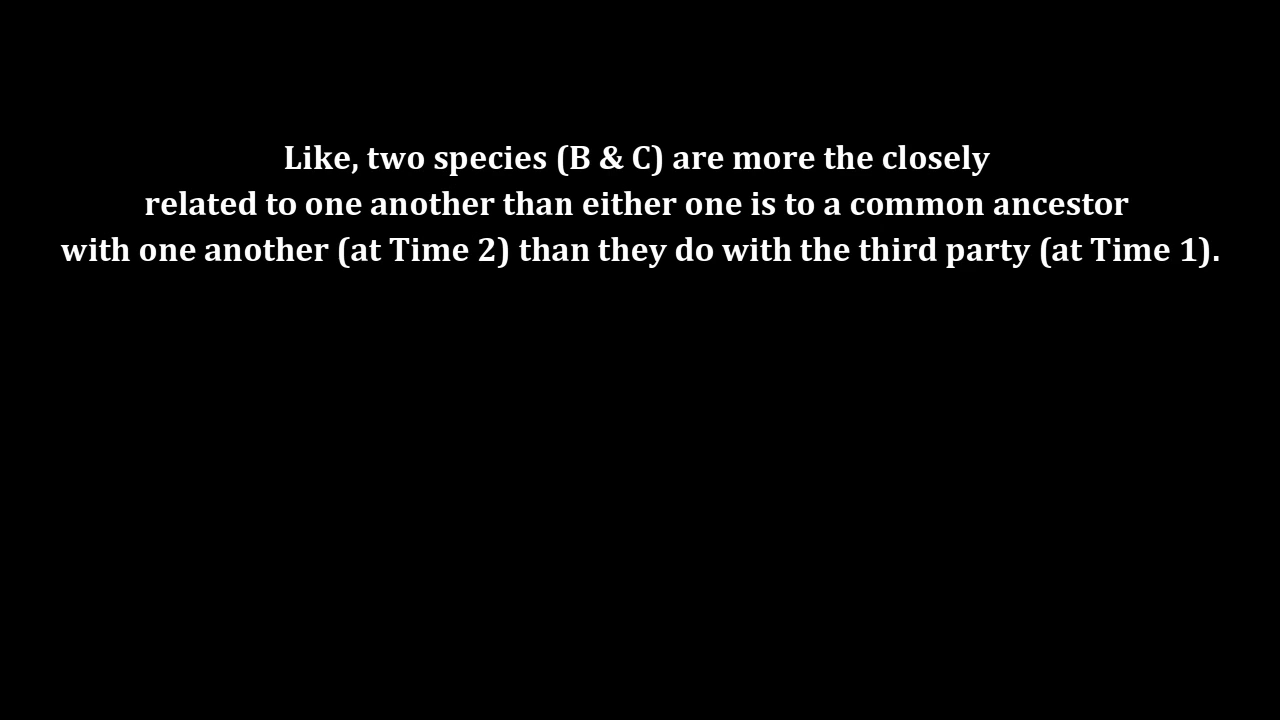 Like, two species (B & C) are more the closely
related to one another than either one is to a common ancestor
with one another (at Time 2) than they do with the third party (at Time 1).